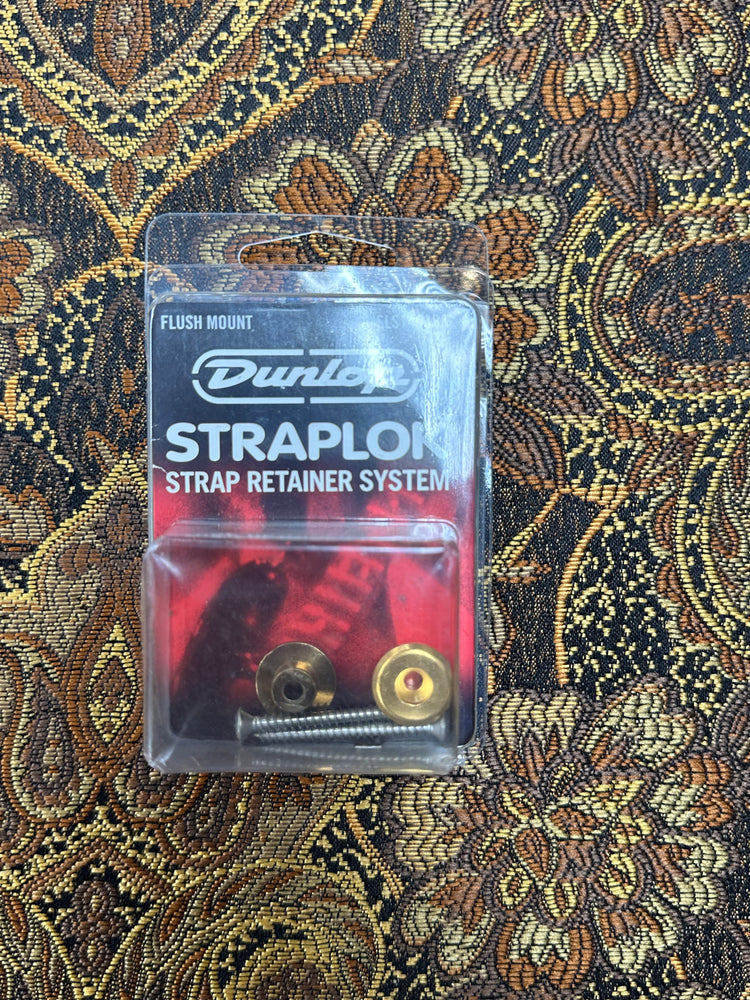 FLUSH MOUNT
Dunlop
STRAPLOK
STRAP RETAINER SYSTEM